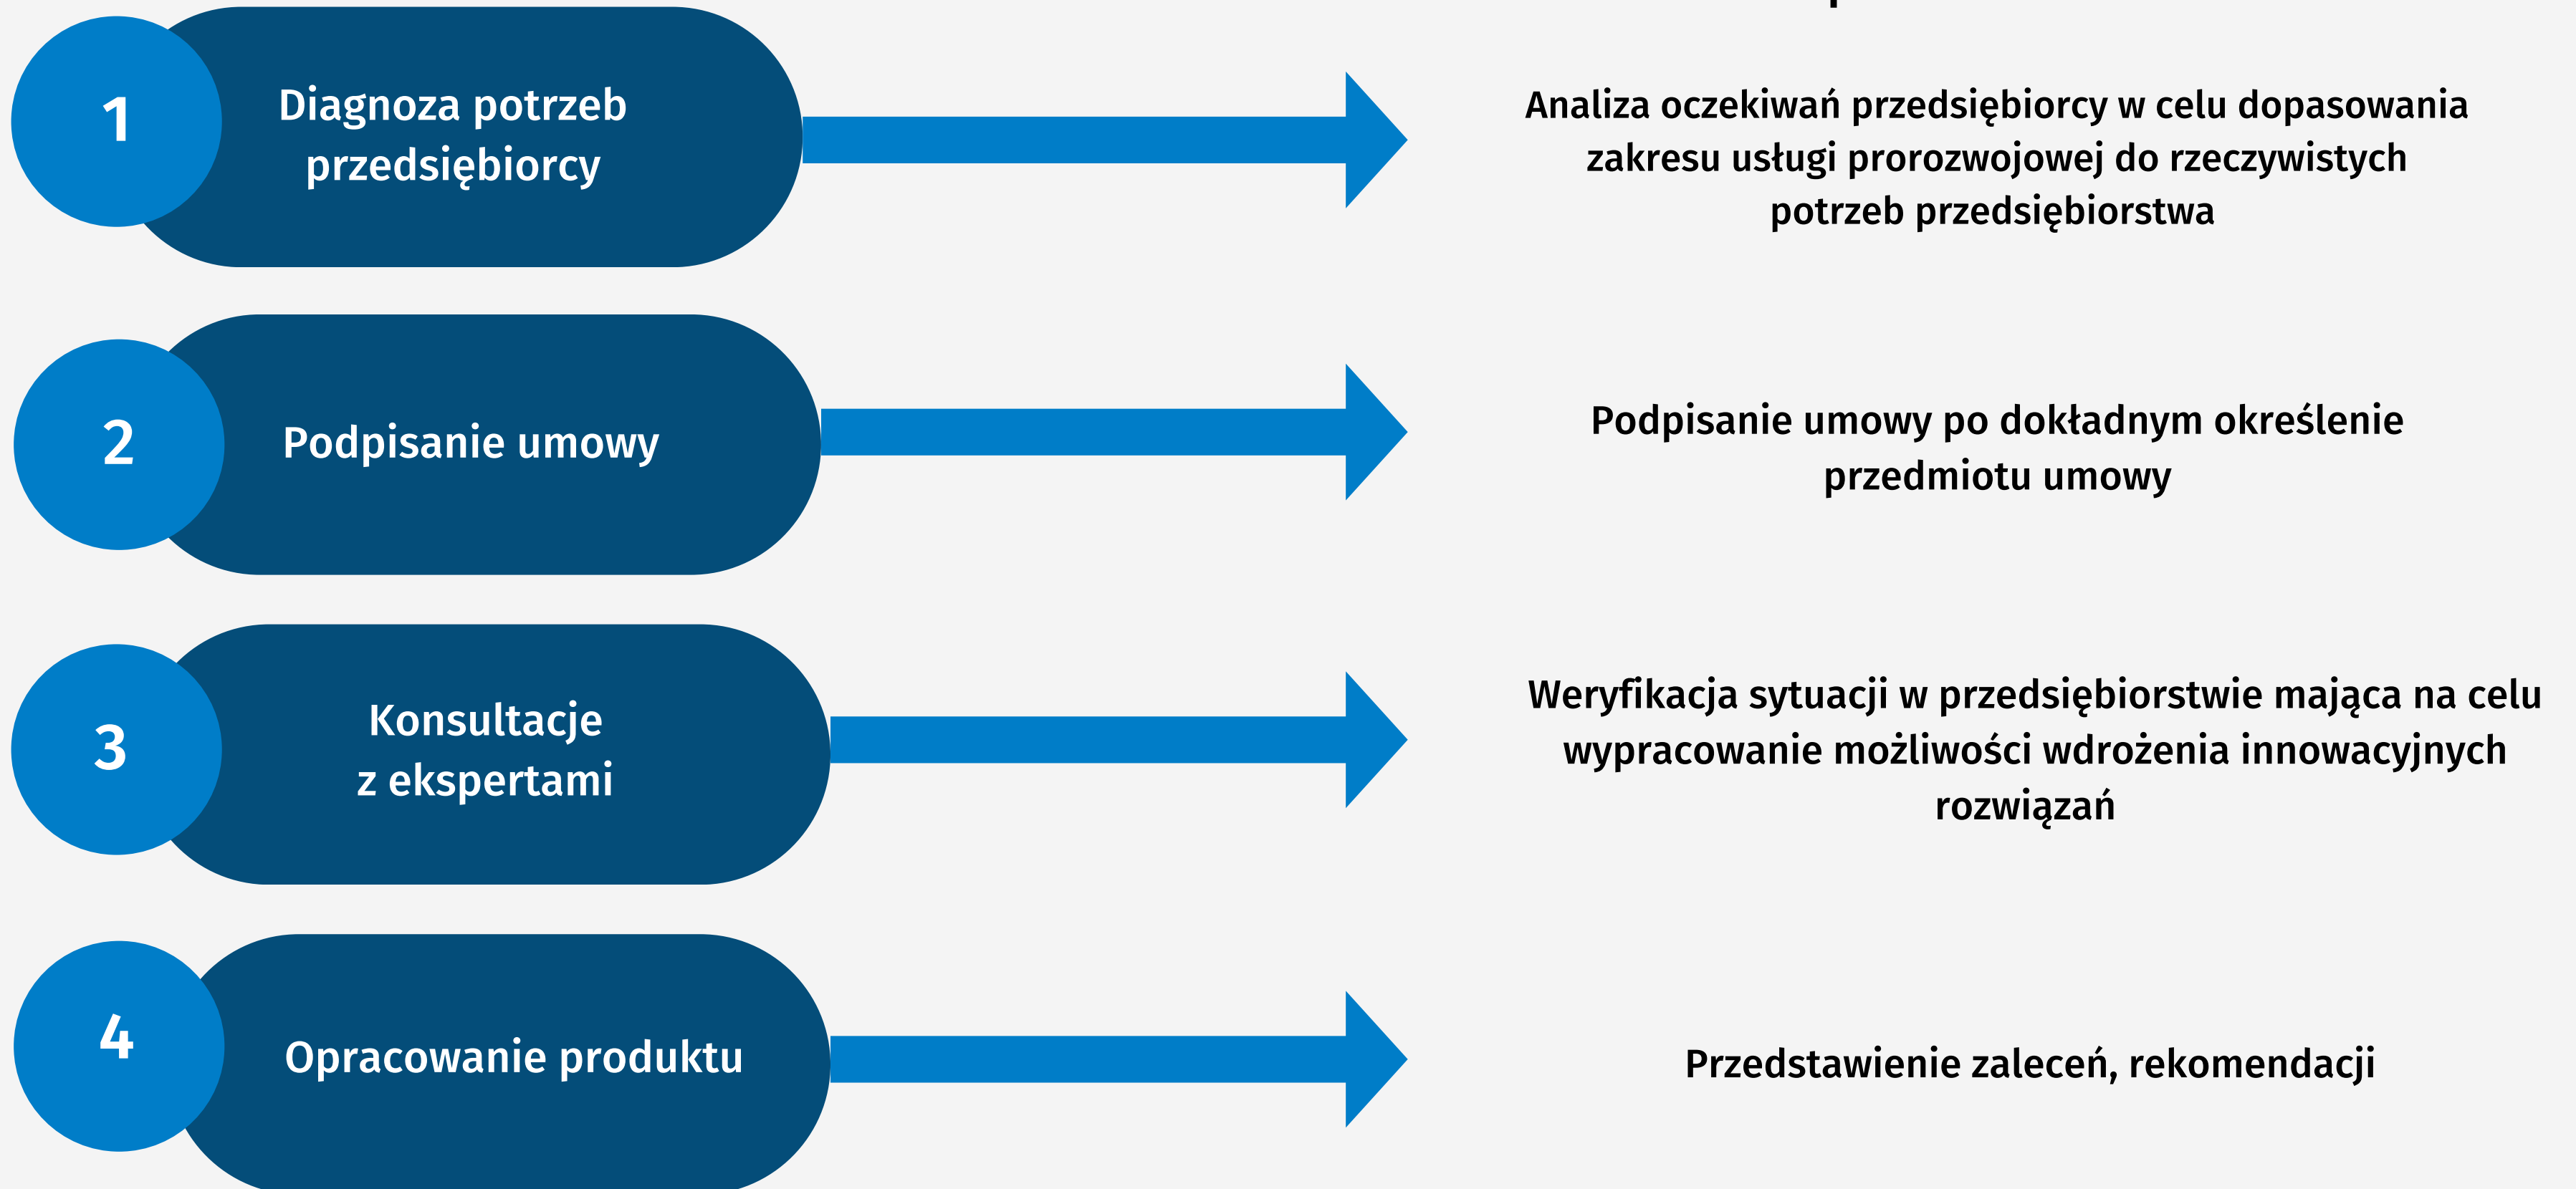 1
Diagnoza potrzeb
przedsiębiorcy
Analiza oczekiwań przedsiębiorcy w celu dopasowania
zakresu usługi prorozwojowej do rzeczywistych
potrzeb przedsiębiorstwa
2
Podpisanie umowy
Podpisanie umowy po dokładnym określenie
przedmiotu umowy
3
Konsultacje
z ekspertami
Weryfikacja sytuacji w przedsiębiorstwie mająca na celu
wypracowanie możliwości wdrożenia innowacyjnych
rozwiązań
4
Opracowanie produktu
Przedstawienie zaleceń, rekomendacji